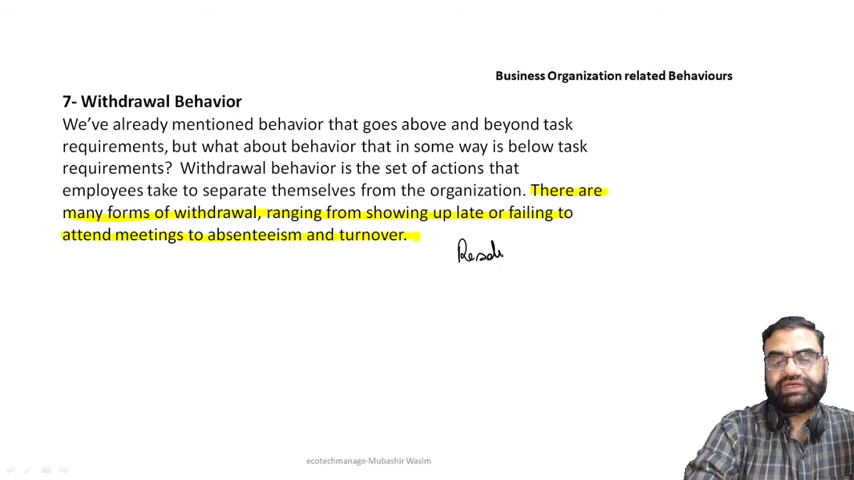 Business Organization related Behaviours
7- Withdrawal Behavior
We’ve already mentioned behavior that goes above and beyond task
requirements, but what about behavior that in some way is below task
requirements? Withdrawal behavior is the set of actions that
employees take to separate themselves from the organization. There are
many forms of withdrawal, ranging from showing up late or failing to
attend meetings to absenteeism and turnover.
ecotechmanage-Mubashir Wasim